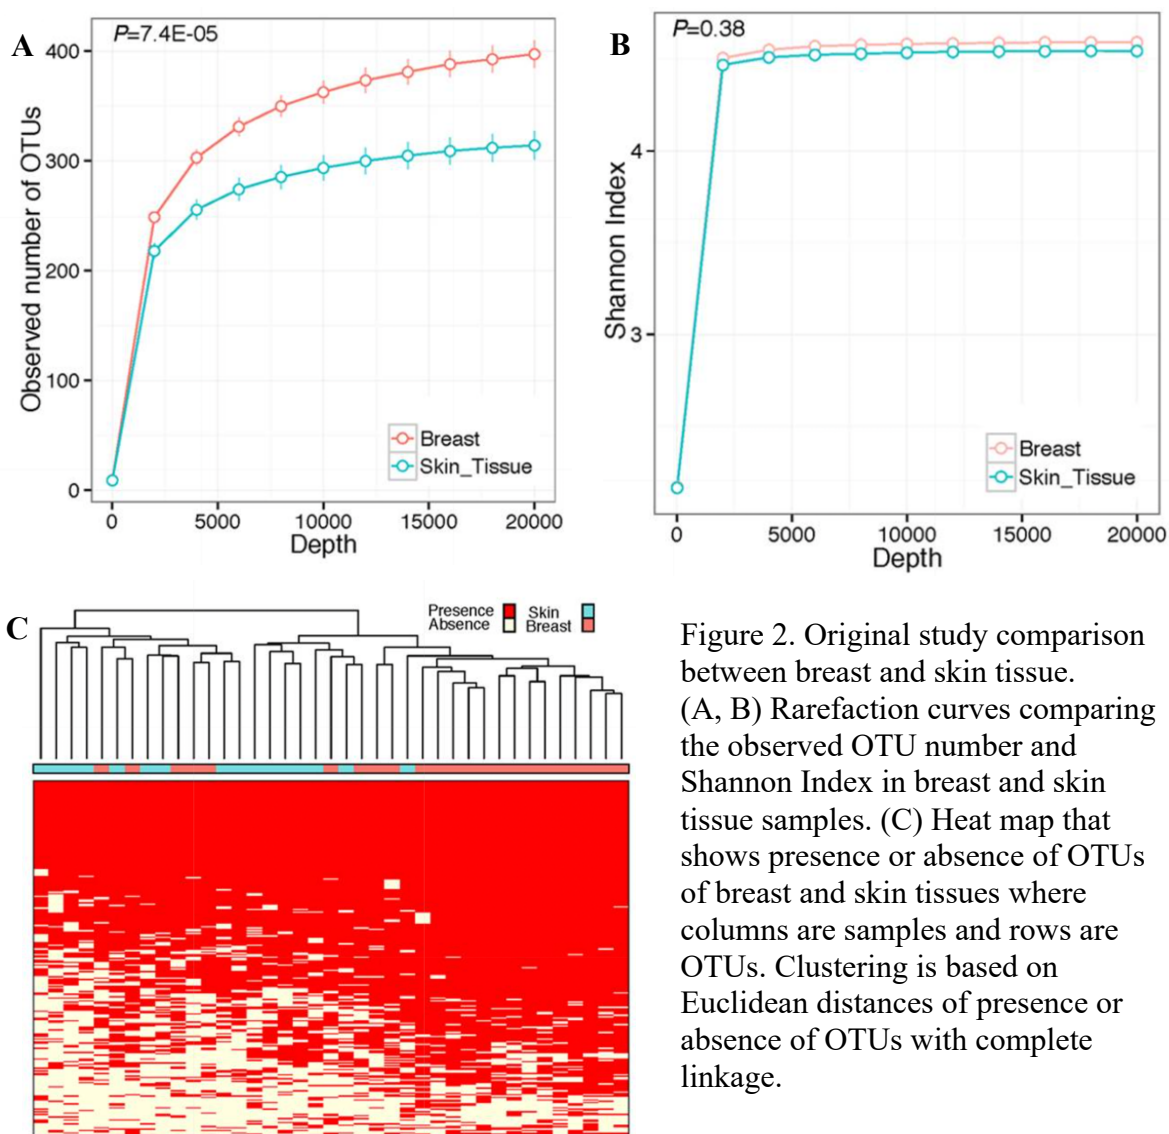 A
P=7.4E-05
Observed number of OTUs
400
300
200
100
0
0 5000 10000 15000 20000
Depth
Breast
Skin_Tissue
B
P=0.38
Shannon Index
4
3
0 5000 10000 15000 20000
Depth
Breast
Skin_Tissue
C
Presence Skin
Absence Breast
Figure 2. Original study comparison
between breast and skin tissue.
(A, B) Rarefaction curves comparing
the observed OTU number and
Shannon Index in breast and skin
tissue samples. (C) Heat map that
shows presence or absence of OTUs
of breast and skin tissues where
columns are samples and rows are
OTUs. Clustering is based on
Euclidean distances of presence or
absence of OTUs with complete
linkage.